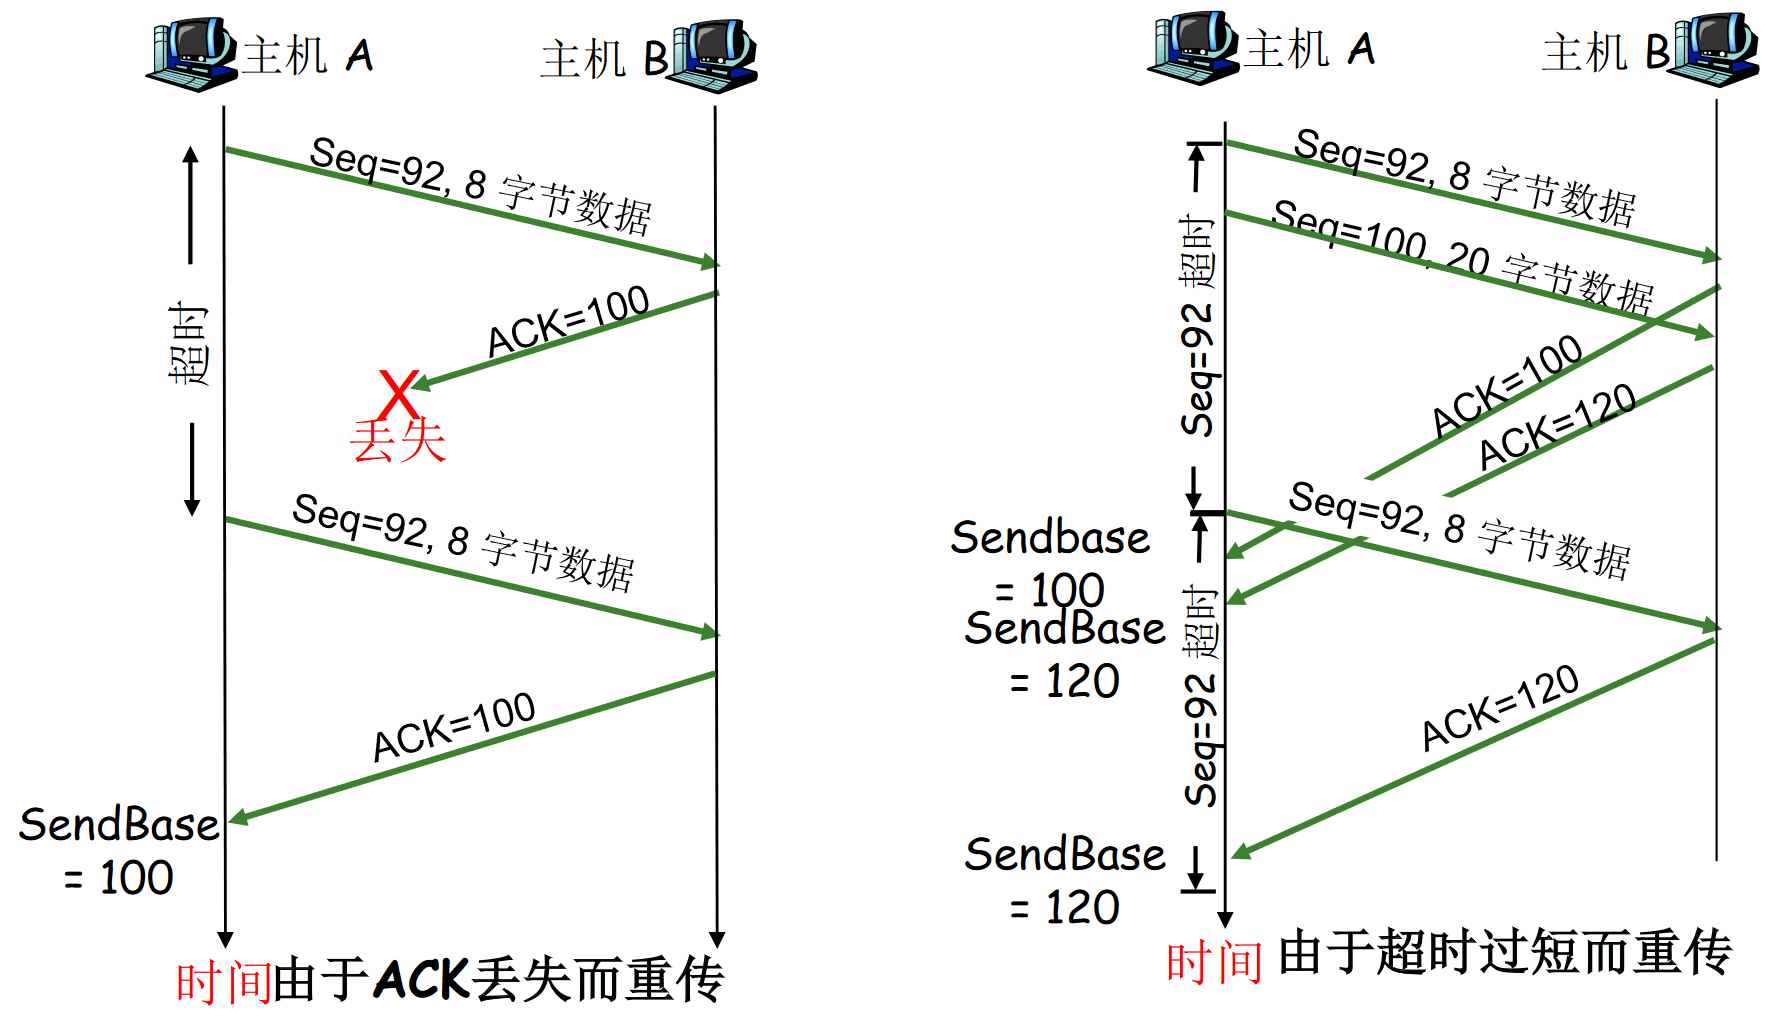 主机 A
主机 B
Seq=92, 8 字节数据
超时
ACK=100
X
丢失
Seq=92, 8 字节数据
ACK=100
SendBase
= 100
时间
由于ACK丢失而重传
主机 A
主机 B
Seq=92, 8 字节数据
Seq=100, 20 字节数据
Seq=92 超时
ACK=100
ACK=120
Seq=92, 8 字节数据
Sendbase
= 100
SendBase
= 120
Seq=92 超时
ACK=120
SendBase
= 120
时间
由于超时过短而重传